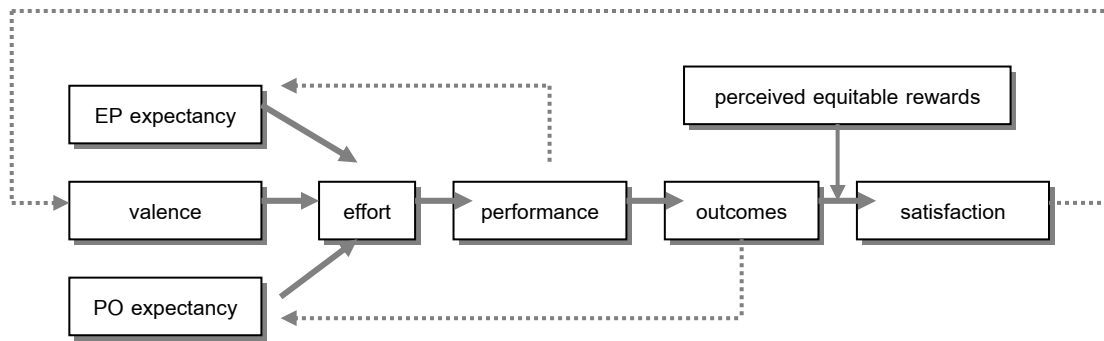 perceived equitable rewards
EP expectancy
valence
effort
performance
outcomes
satisfaction
PO expectancy